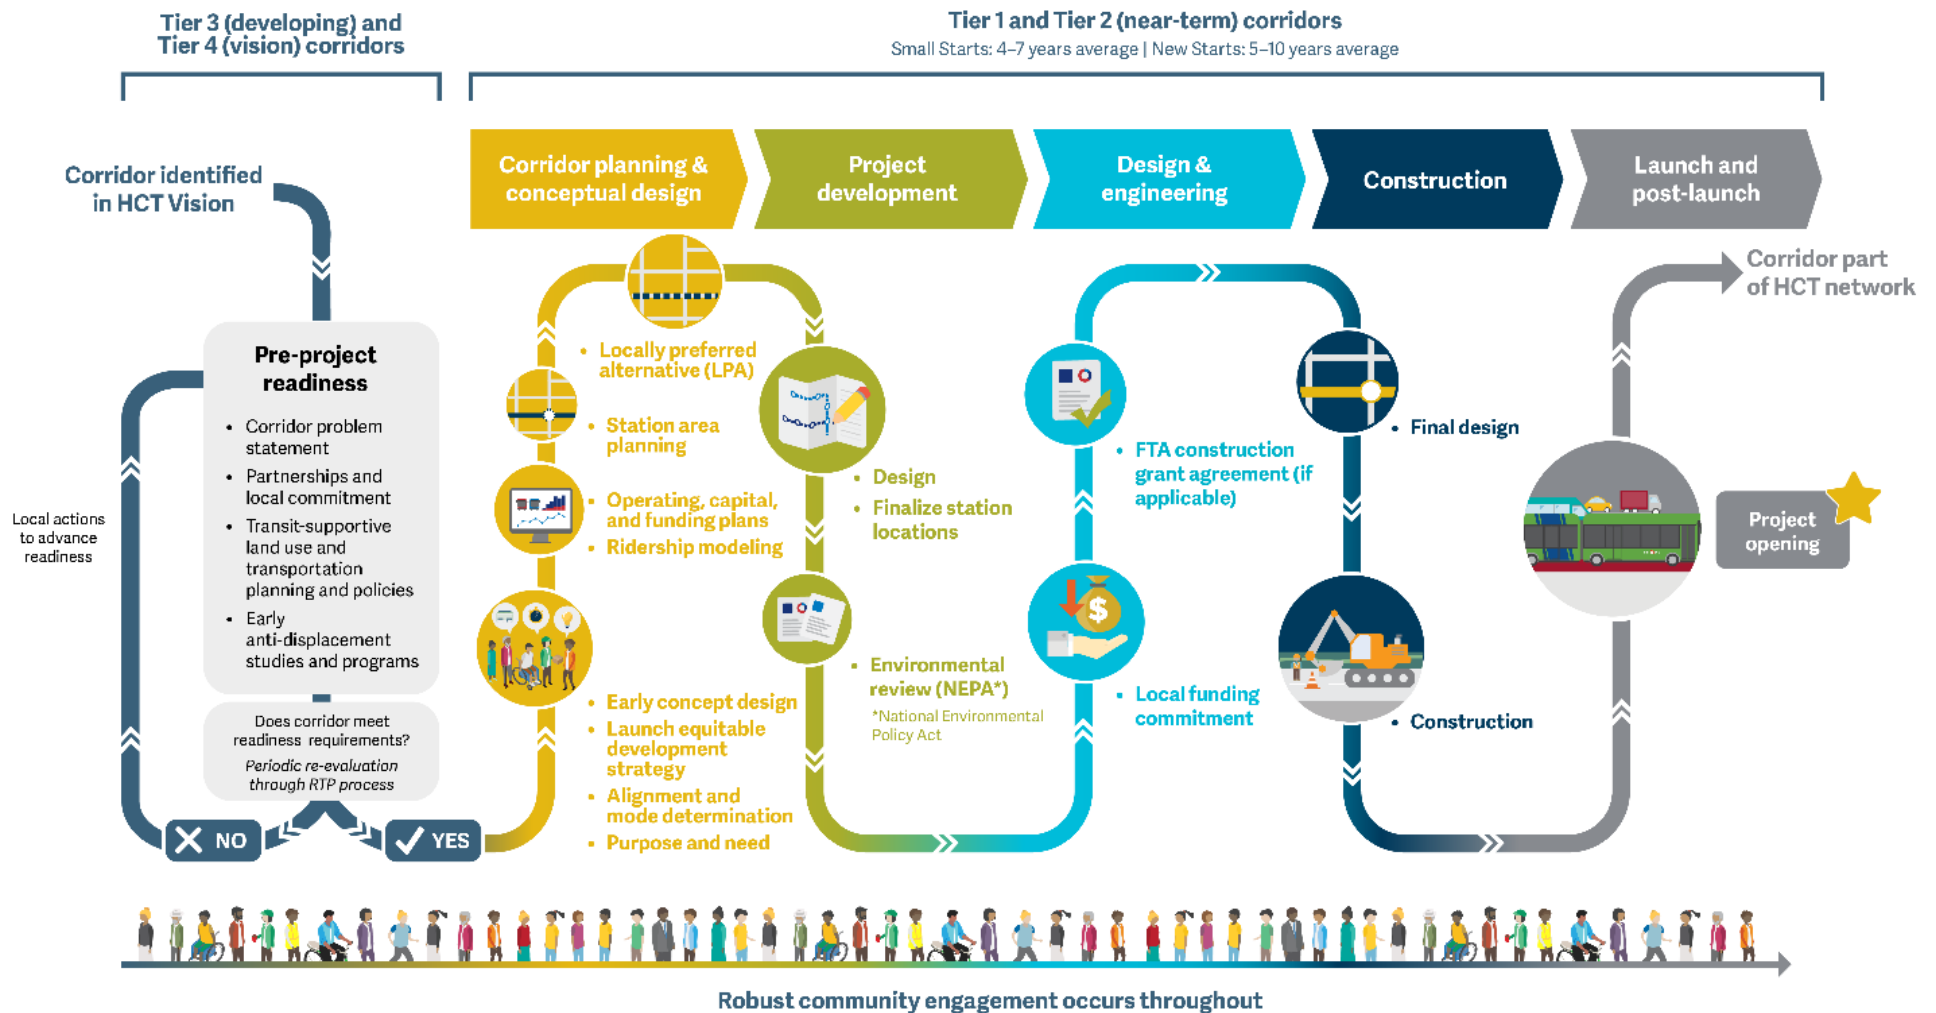 Tier 3 (developing) and
Tier 4 (vision) corridors
Tier 1 and Tier 2 (near-term) corridors
Small Starts: 4–7 years average | New Starts: 5–10 years average
Corridor identified
in HCT Vision
Pre-project
readiness
• Corridor problem
statement
• Partnerships and
local commitment
• Transit-supportive
land use and
transportation
planning and policies
• Early
anti-displacement
studies and programs
Does corridor meet
readiness requirements?
Periodic re-evaluation
through RTP process
NO
YES
Local actions
to advance
readiness
Corridor planning &
conceptual design
• Locally preferred
alternative (LPA)
• Station area
planning
• Operating, capital,
and funding plans
• Ridership modeling
• Early concept design
• Launch equitable
development
strategy
• Alignment and
mode determination
• Purpose and need
Project
development
• Design
• Finalize station
locations
• Environmental
review (NEPA*)
*National Environmental
Policy Act
Design &
engineering
• FTA construction
grant agreement (if
applicable)
$
• Local funding
commitment
Construction
• Final design
• Construction
Launch and
post-launch
Corridor part
of HCT network
Project
opening
Robust community engagement occurs throughout